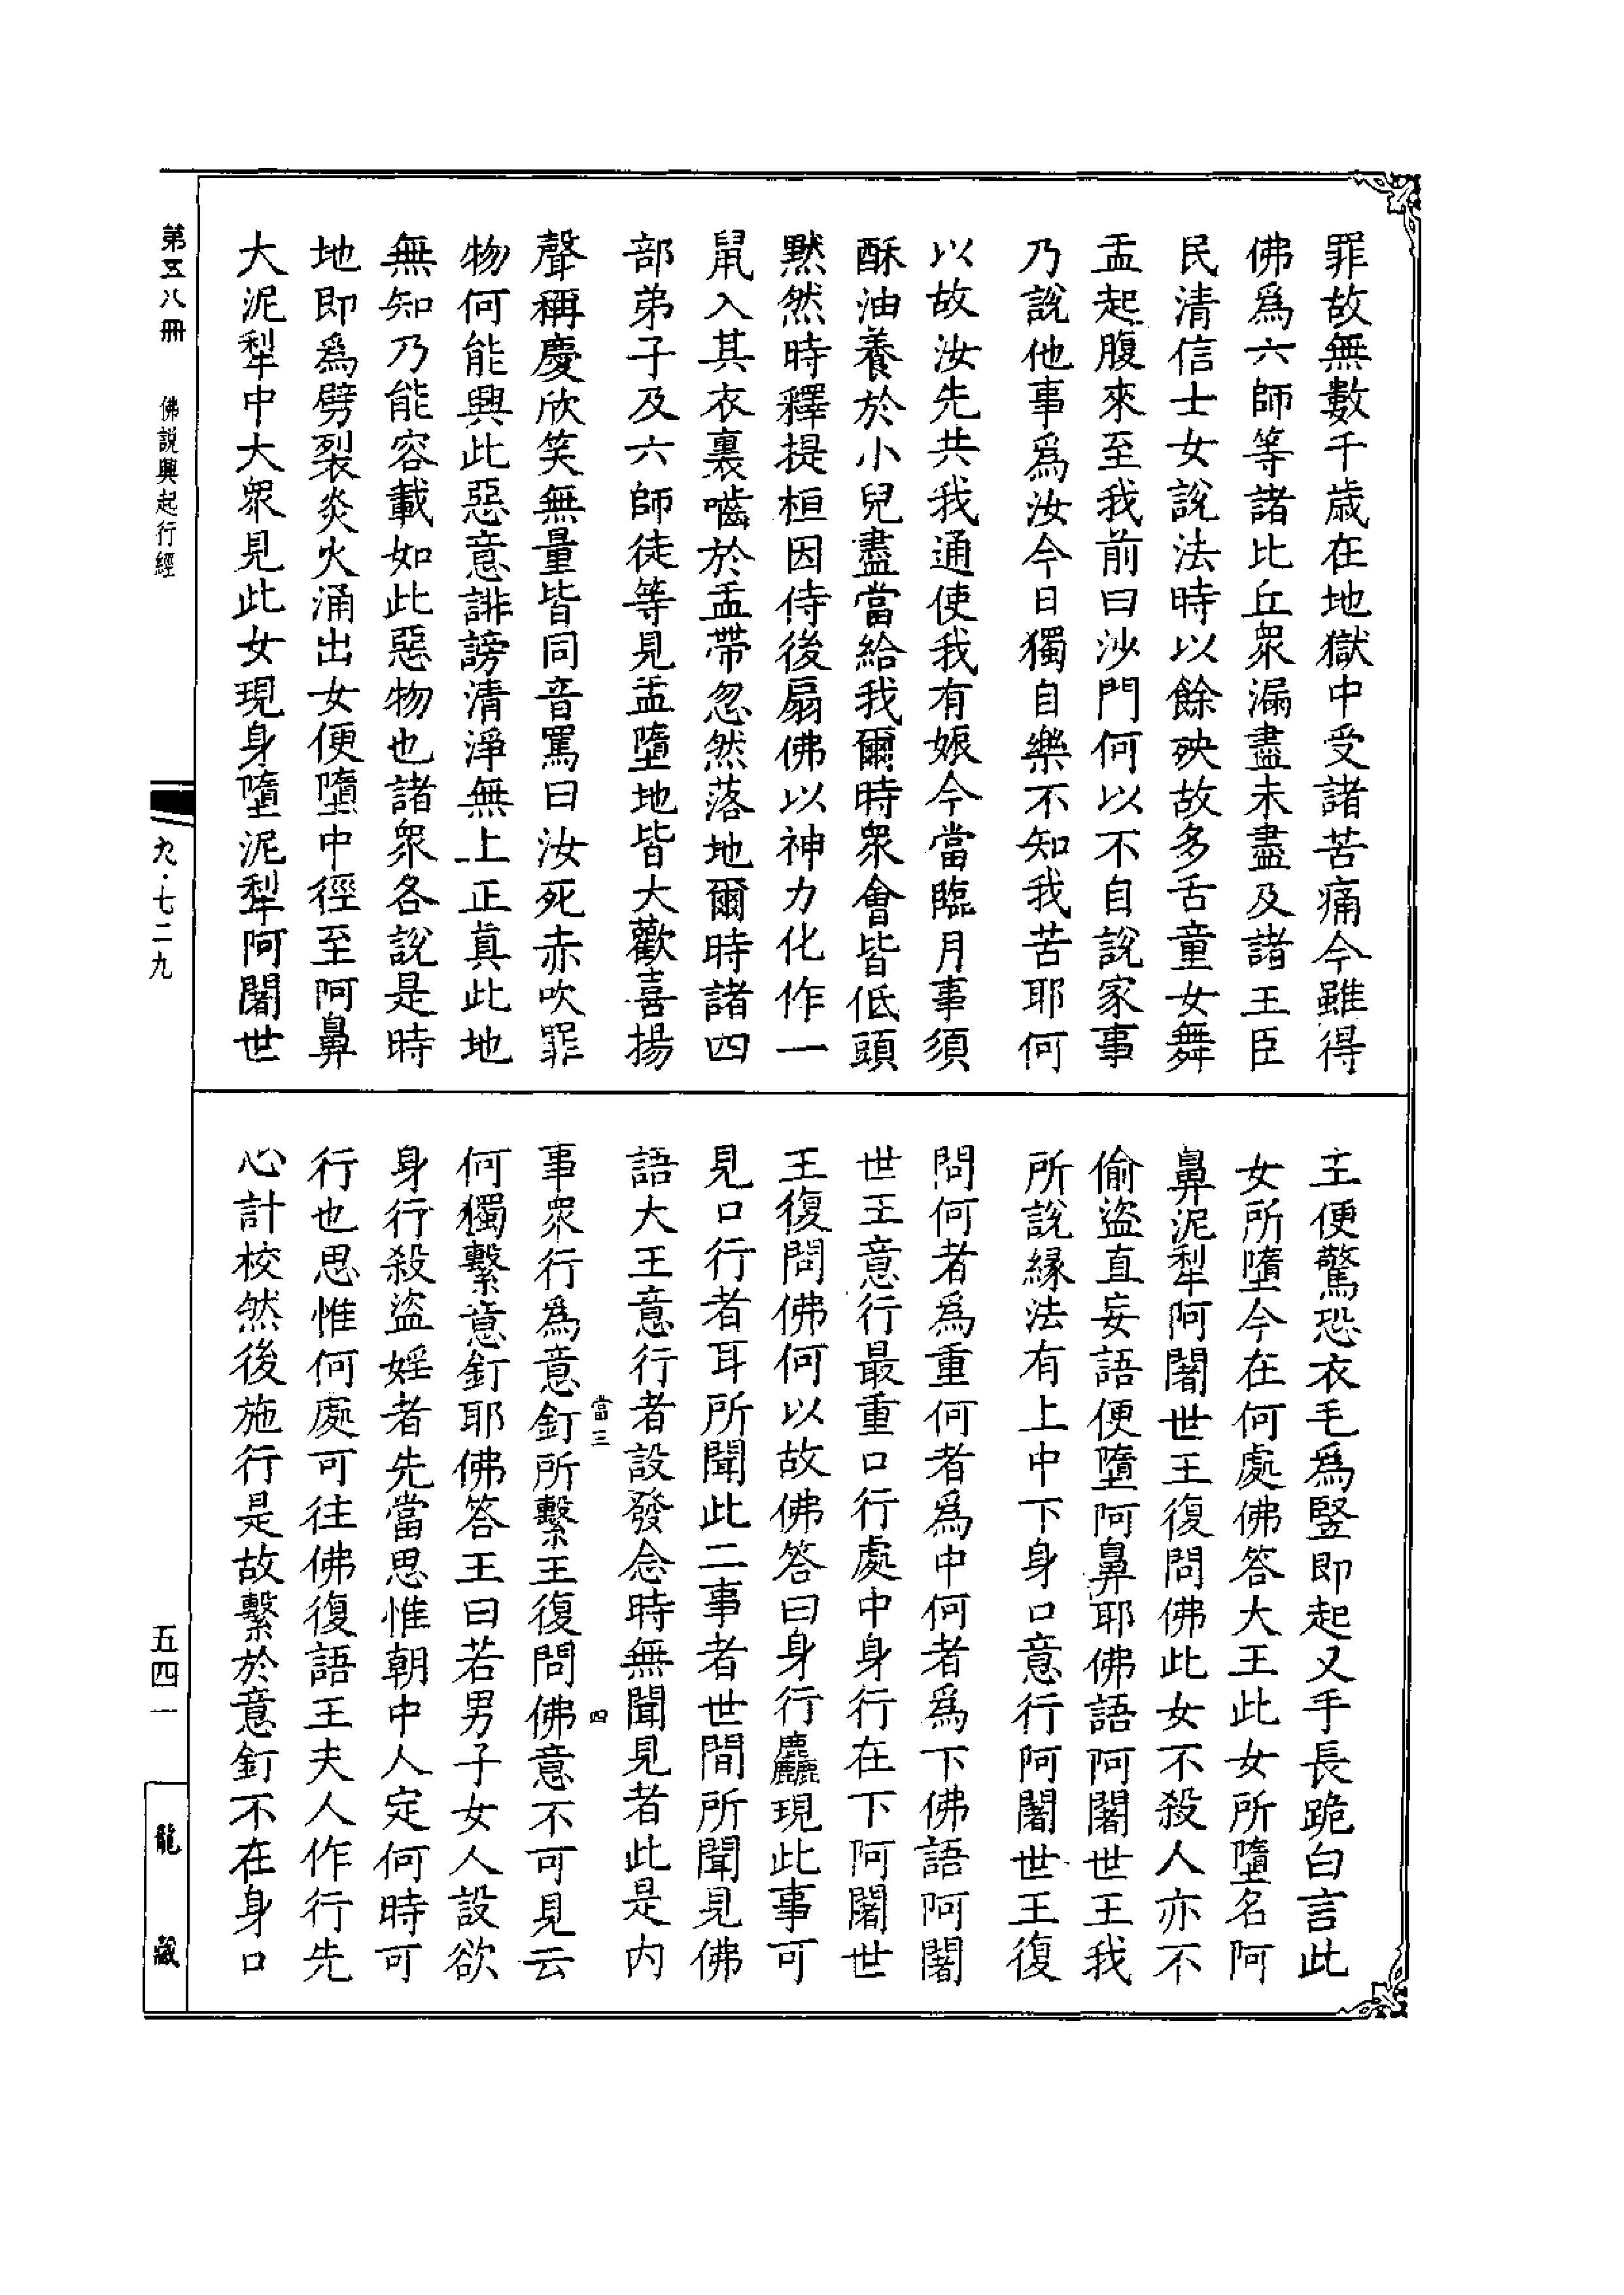 罪故無數千歲在地獄中受諸苦痛今雖得
佛爲六師等諸比丘衆漏盡未盡及諸王臣
民清信士女說法時以餘殃故多舌童女舞
盂起腹來至我前曰沙門何以不自說家事
乃說他事爲汝今日獨自樂不知我苦耶何
以故汝先共我通使我有娠今當臨月事須
酥油養於小兒盡當給我爾時衆會皆低頭
黙然時釋提桓因侍後扇佛以神力化作一
鼠入其衣裏嚙於盂帶忽然落地爾時諸四
部弟子及六師徒等見盂墮地皆大歡喜揚
聲稱慶欣笑無量皆同音罵曰汝死赤吹罪
物何能興此惡意誹謗清淨無上正真此地
無知乃能容載如此惡物也諸衆各說是時
地即爲劈裂炎火涌出女便墮中徑至阿鼻
大泥犂中大衆見此女現身墮泥犂阿闍世
王便驚恐衣毛爲竪即起叉手長跪白言此
女所墮今在何處佛答大王此女所墮名阿
鼻泥犂阿闍世王復問佛此女不殺人亦不
偷盜直妄語便墮阿鼻耶佛語阿闍世王我
所說緣法有上中下身口意行阿闍世王復
問何者爲重何者爲中何者爲下佛語阿闍
世王意行最重口行處中身行在下阿闍世
王復問佛何以故佛答曰身行麤現此事可
見口行者耳所聞此二事者世間所聞見佛
語大王意行者設發念時無聞見者此是内
當三
四
事衆行爲意釘所繫王復問佛意不可見云
何獨繫意釘耶佛答王曰若男子女人設欲
身行殺盜婬者先當思惟朝中人定何時可
行也思惟何處可往佛復語王夫人作行先
心計校然後施行是故繫於意釘不在身口
第五八冊
佛説興起行經
九·七二九
五四一
龍藏